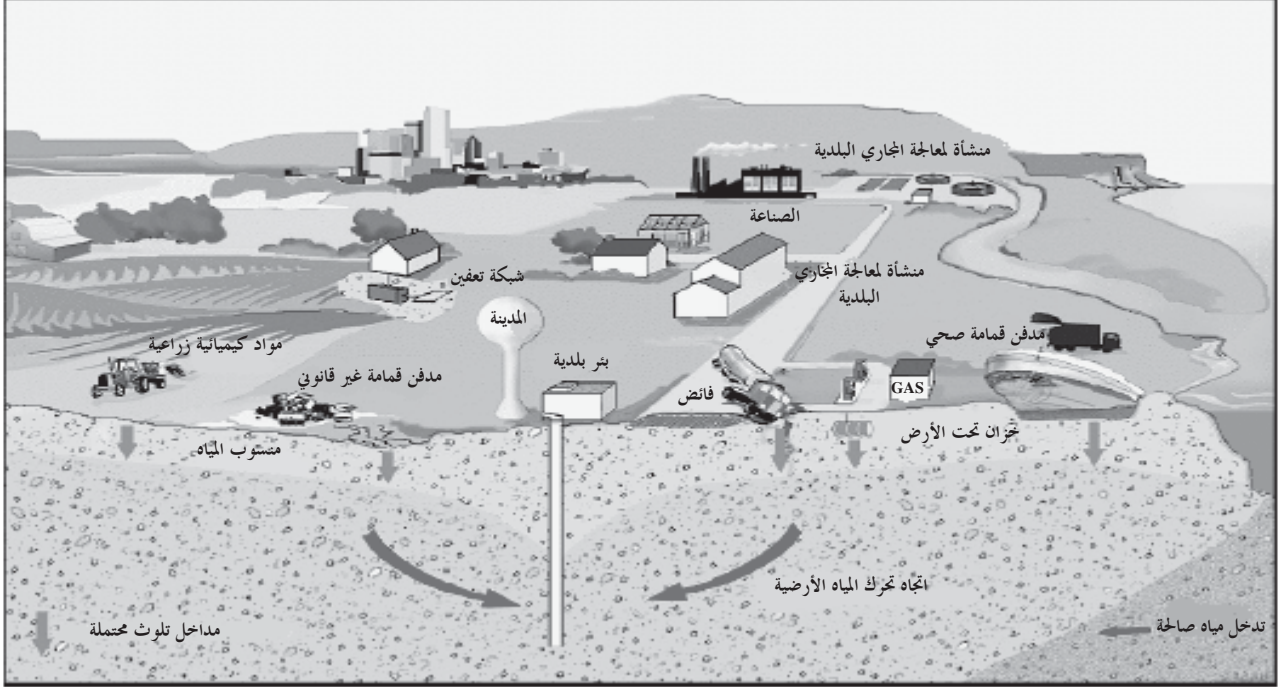 منشأة لمعالجة المجاري البلدية
الصناعة
منشأة لمعالجة المجاري
البلدية
شبكة تعفين
المدينة
مدفن قمامة صحي
مواد كيميائية زراعية
بئر بلدية
مدفن قمامة غير قانوني
GAS
فائض
خزان تحت الأرض
منسوب المياه
اتجاه تحرك المياه الأرضية
تدخل مياه صالحة
مداخل تلوث محتملة